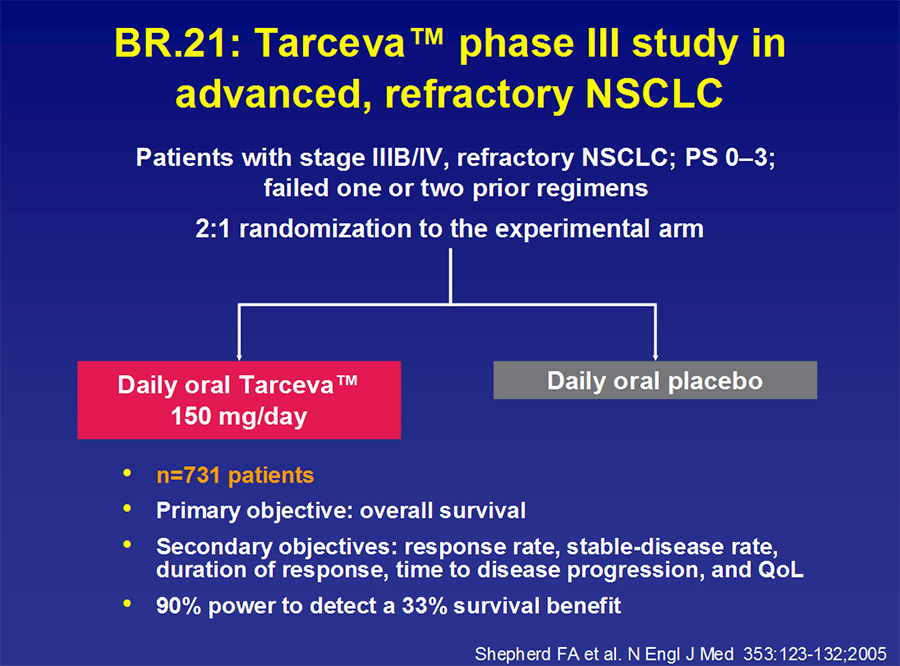 BR.21: Tarceva™ phase III study in
advanced, refractory NSCLC
Patients with stage IIIB/IV, refractory NSCLC; PS 0–3;
failed one or two prior regimens
2:1 randomization to the experimental arm
Daily oral Tarceva™
150 mg/day
Daily oral placebo
• n=731 patients
• Primary objective: overall survival
• Secondary objectives: response rate, stable-disease rate,
duration of response, time to disease progression, and QoL
• 90% power to detect a 33% survival benefit
Shepherd FA et al. N Engl J Med 353:123-132;2005